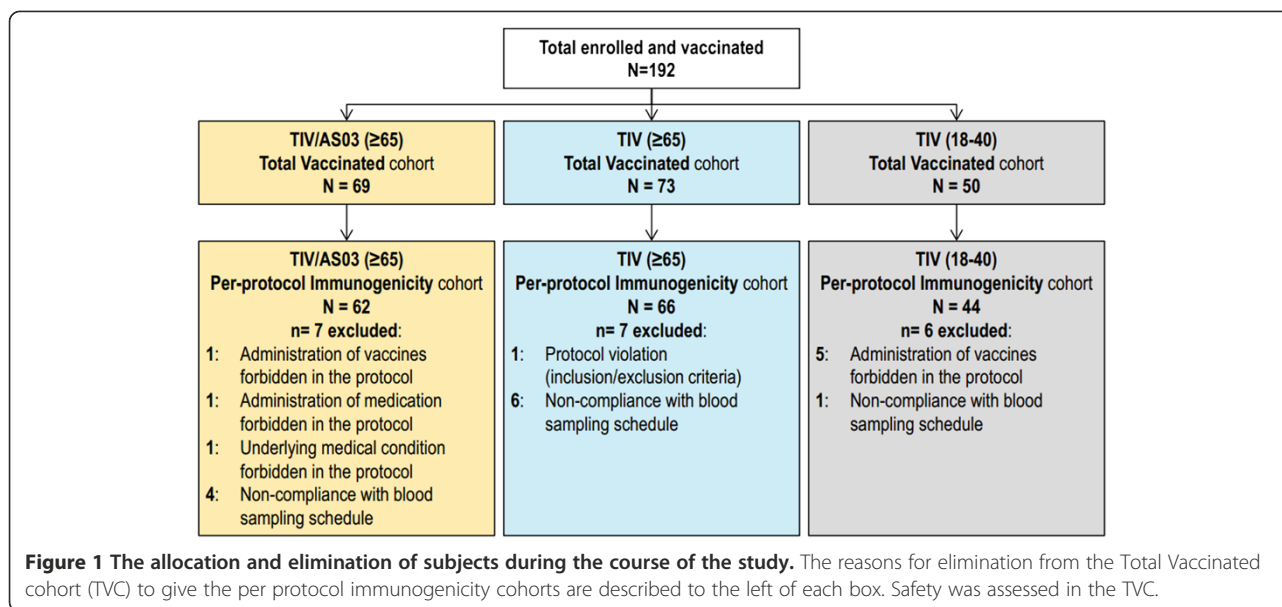 Total enrolled and vaccinated
N=192
TIV/AS03 (≥65)
Total Vaccinated cohort
N = 69
TIV (≥65)
Total Vaccinated cohort
N = 73
TIV (18-40)
Total Vaccinated cohort
N = 50
TIV/AS03 (≥65)
Per-protocol Immunogenicity cohort
N = 62
n= 7 excluded:
1: Administration of vaccines
forbidden in the protocol
1: Administration of medication
forbidden in the protocol
1: Underlying medical condition
forbidden in the protocol
4: Non-compliance with blood
sampling schedule
TIV (≥65)
Per-protocol Immunogenicity cohort
N = 66
n= 7 excluded:
1: Protocol violation
(inclusion/exclusion criteria)
6: Non-compliance with blood
sampling schedule
TIV (18-40)
Per-protocol Immunogenicity cohort
N = 44
n= 6 excluded:
5: Administration of vaccines
forbidden in the protocol
1: Non-compliance with blood
sampling schedule
Figure 1 The allocation and elimination of subjects during the course of the study. The reasons for elimination from the Total Vaccinated
cohort (TVC) to give the per protocol immunogenicity cohorts are described to the left of each box. Safety was assessed in the TVC.